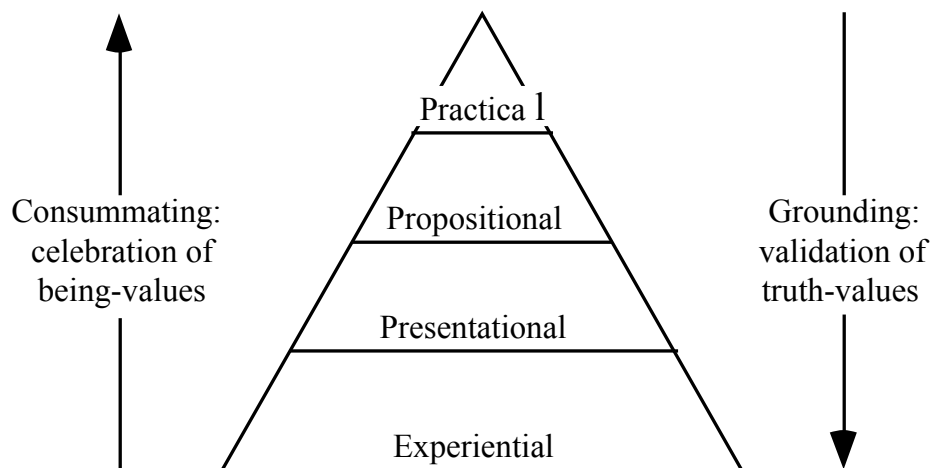 Practica l
Consummating:
celebration of
being-values
Propositional
Grounding:
validation of
truth-values
Presentational
Experiential